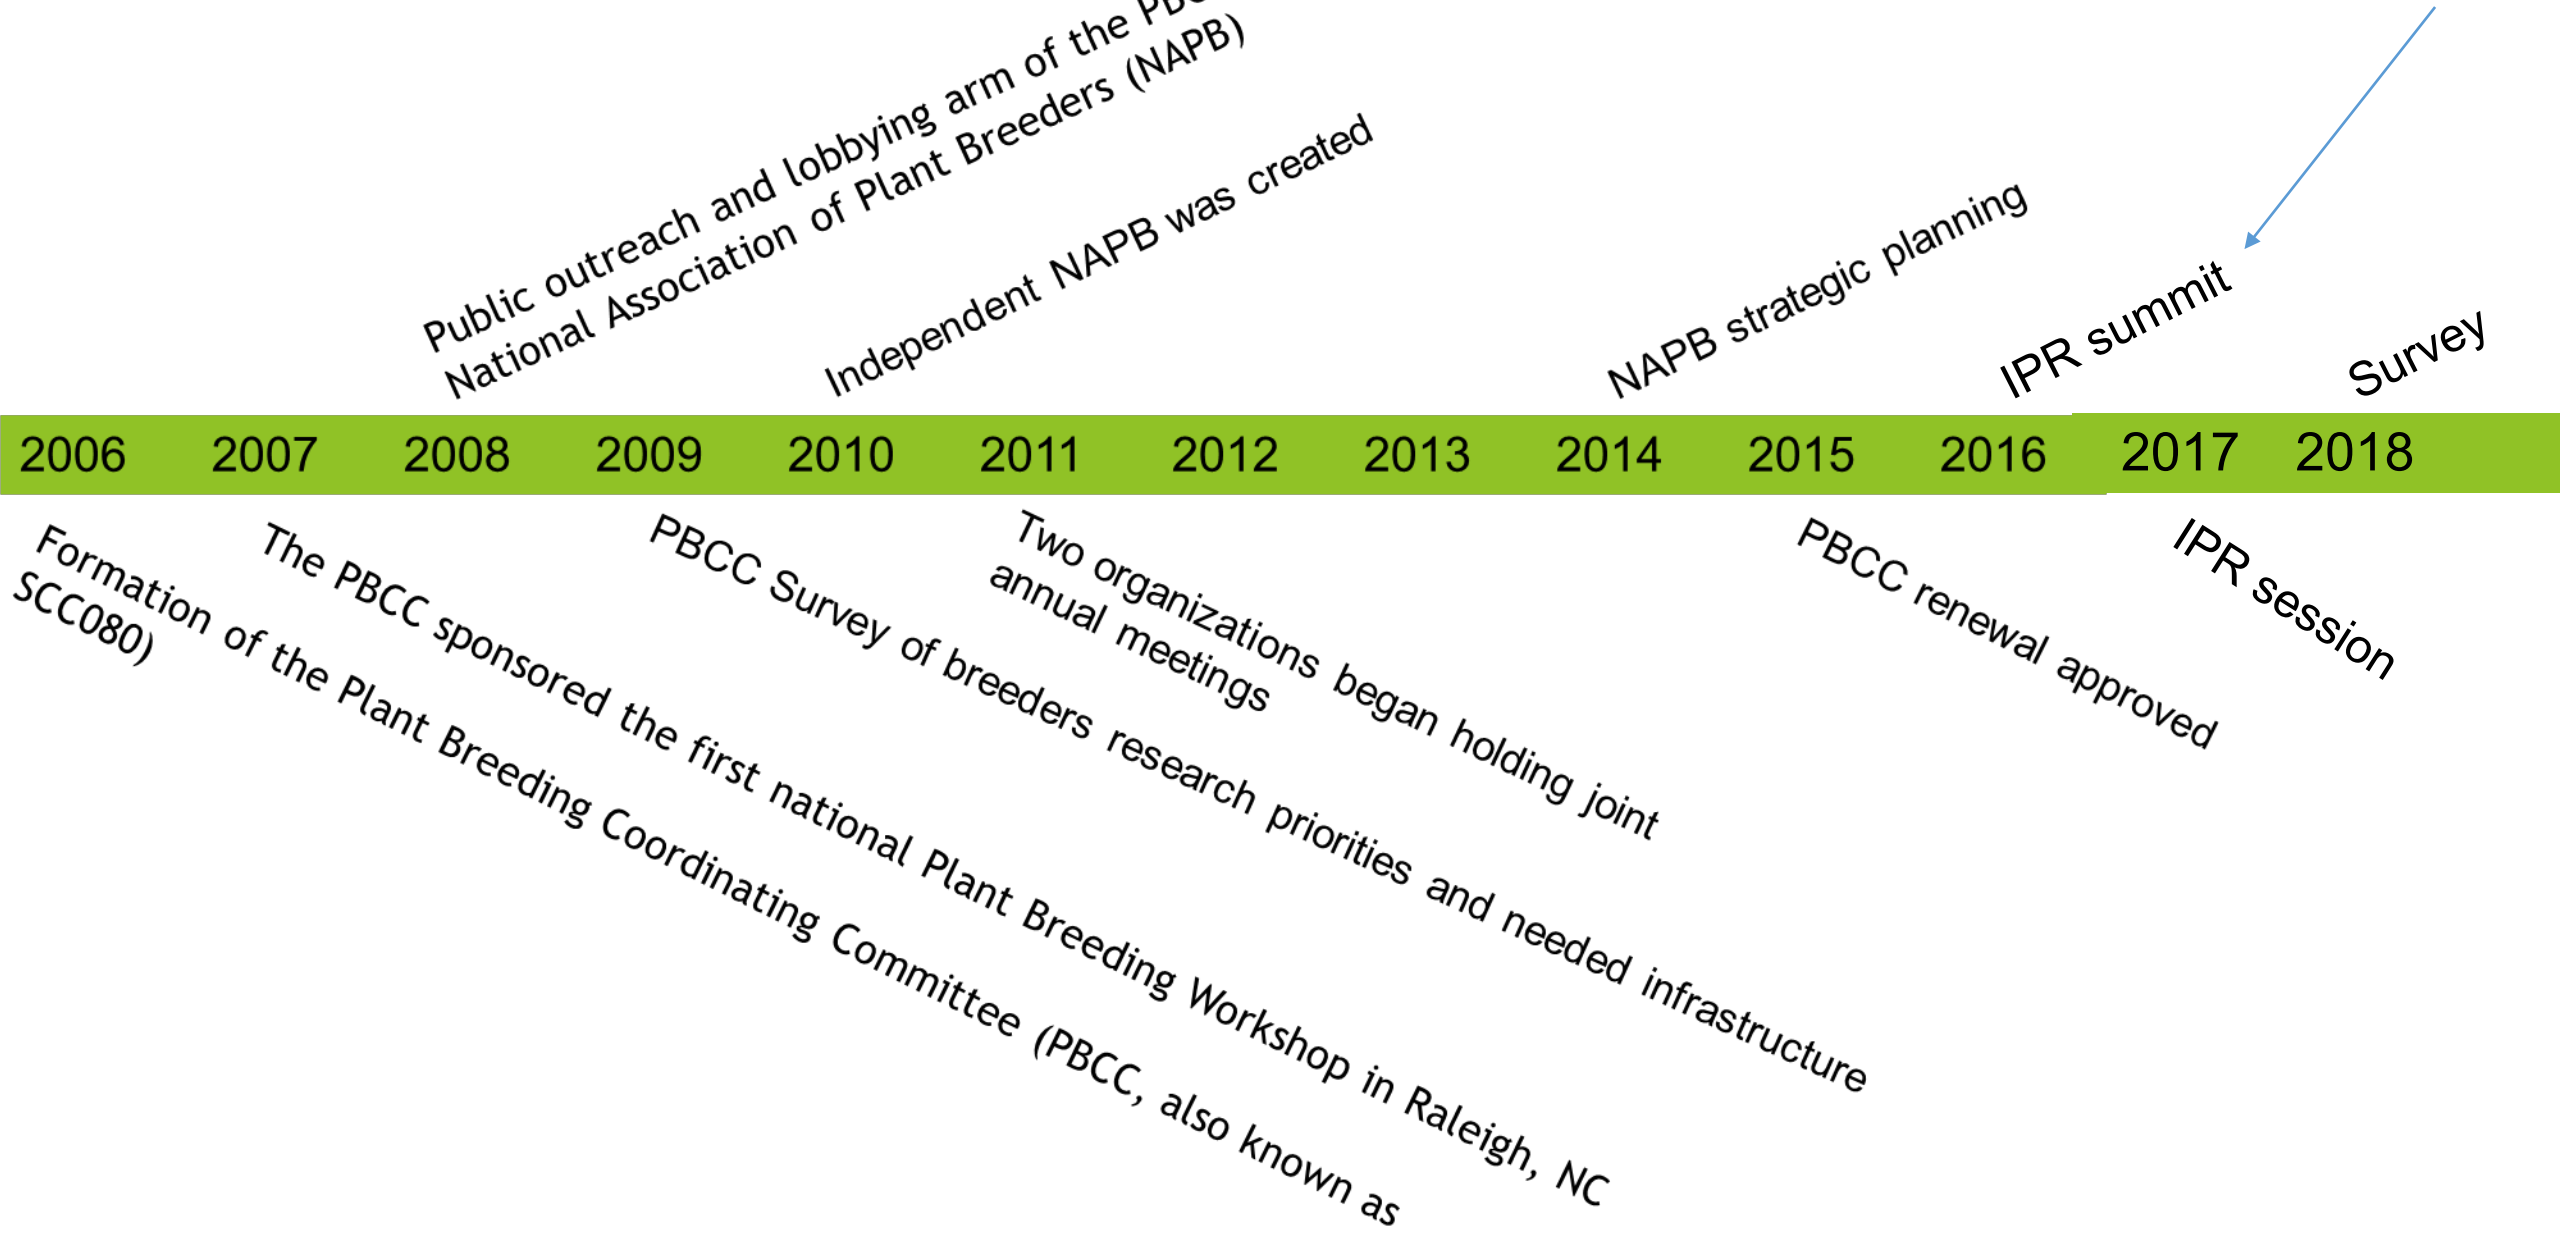 Public outreach and lobbying arm of the
National Association of Plant Breeders (NAPB)
Independent NAPB was created
NAPB strategic planning
IPR summit
Survey
2006 2007 2008 2009 2010 2011 2012 2013 2014 2015 2016 2017 2018
Formation of the Plant Breeding Coordinating Committee (PBCC, also known as
SCC080)
The PBCC sponsored the first national Plant Breeding Workshop in Raleigh, NC
PBCC Survey of breeders research priorities and needed infrastructure
Two organizations began holding joint
annual meetings
PBCC renewal approved
IPR session